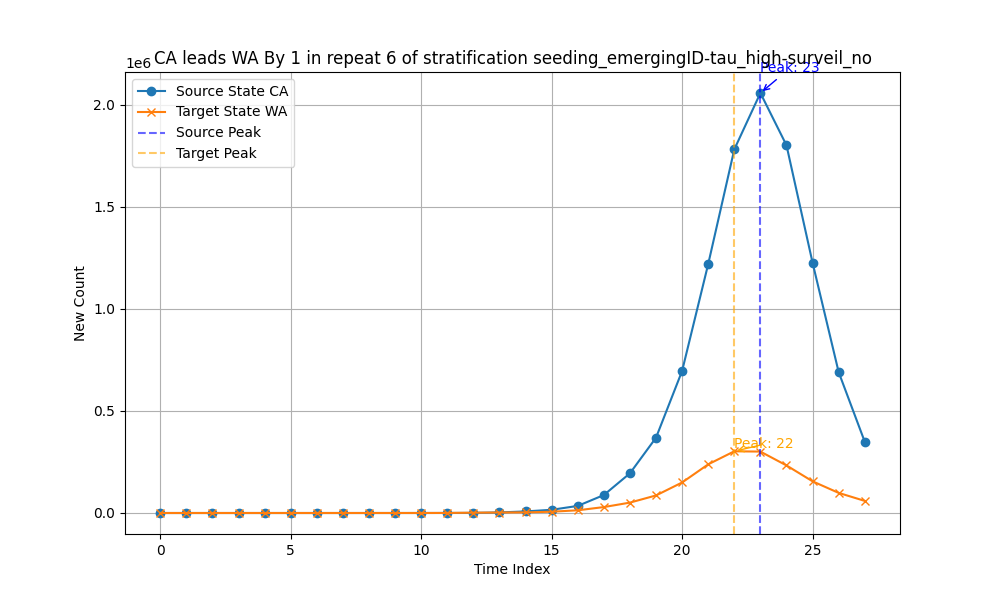 CA leads WA By 1 in repeat 6 of stratification seeding_emergingID-tau_high-surveil_no
1e6
Peak: 23
Source State CA
Target State WA
Source Peak
Target Peak
2.0
1.5
1.0
0.5
0.0
New Count
Peak: 22
0
5
10
15
20
25
Time Index